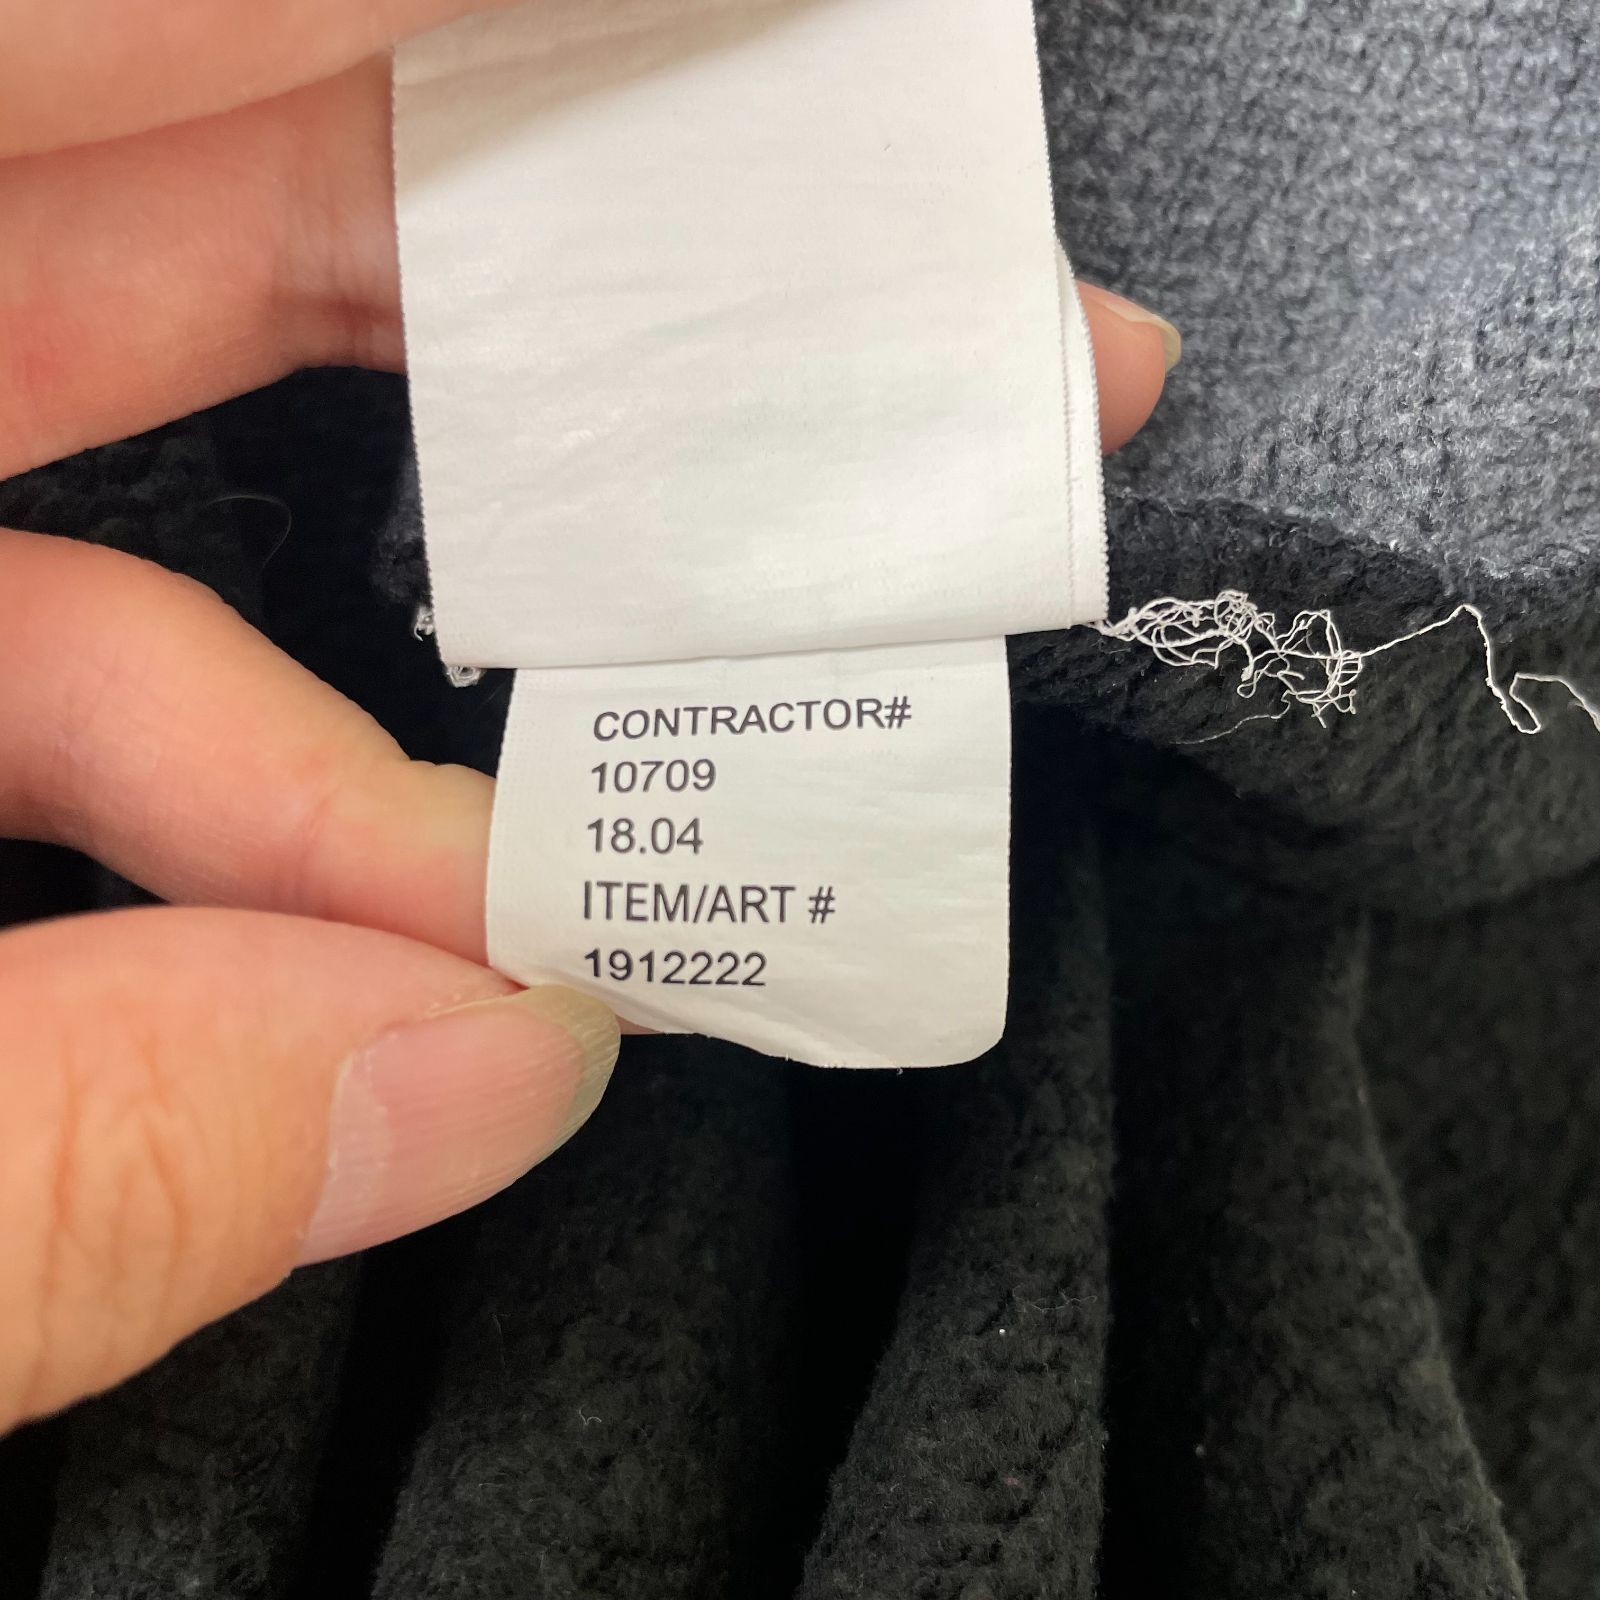 CONTRACTOR#
10709
18.04
ITEM/ART #
1912222